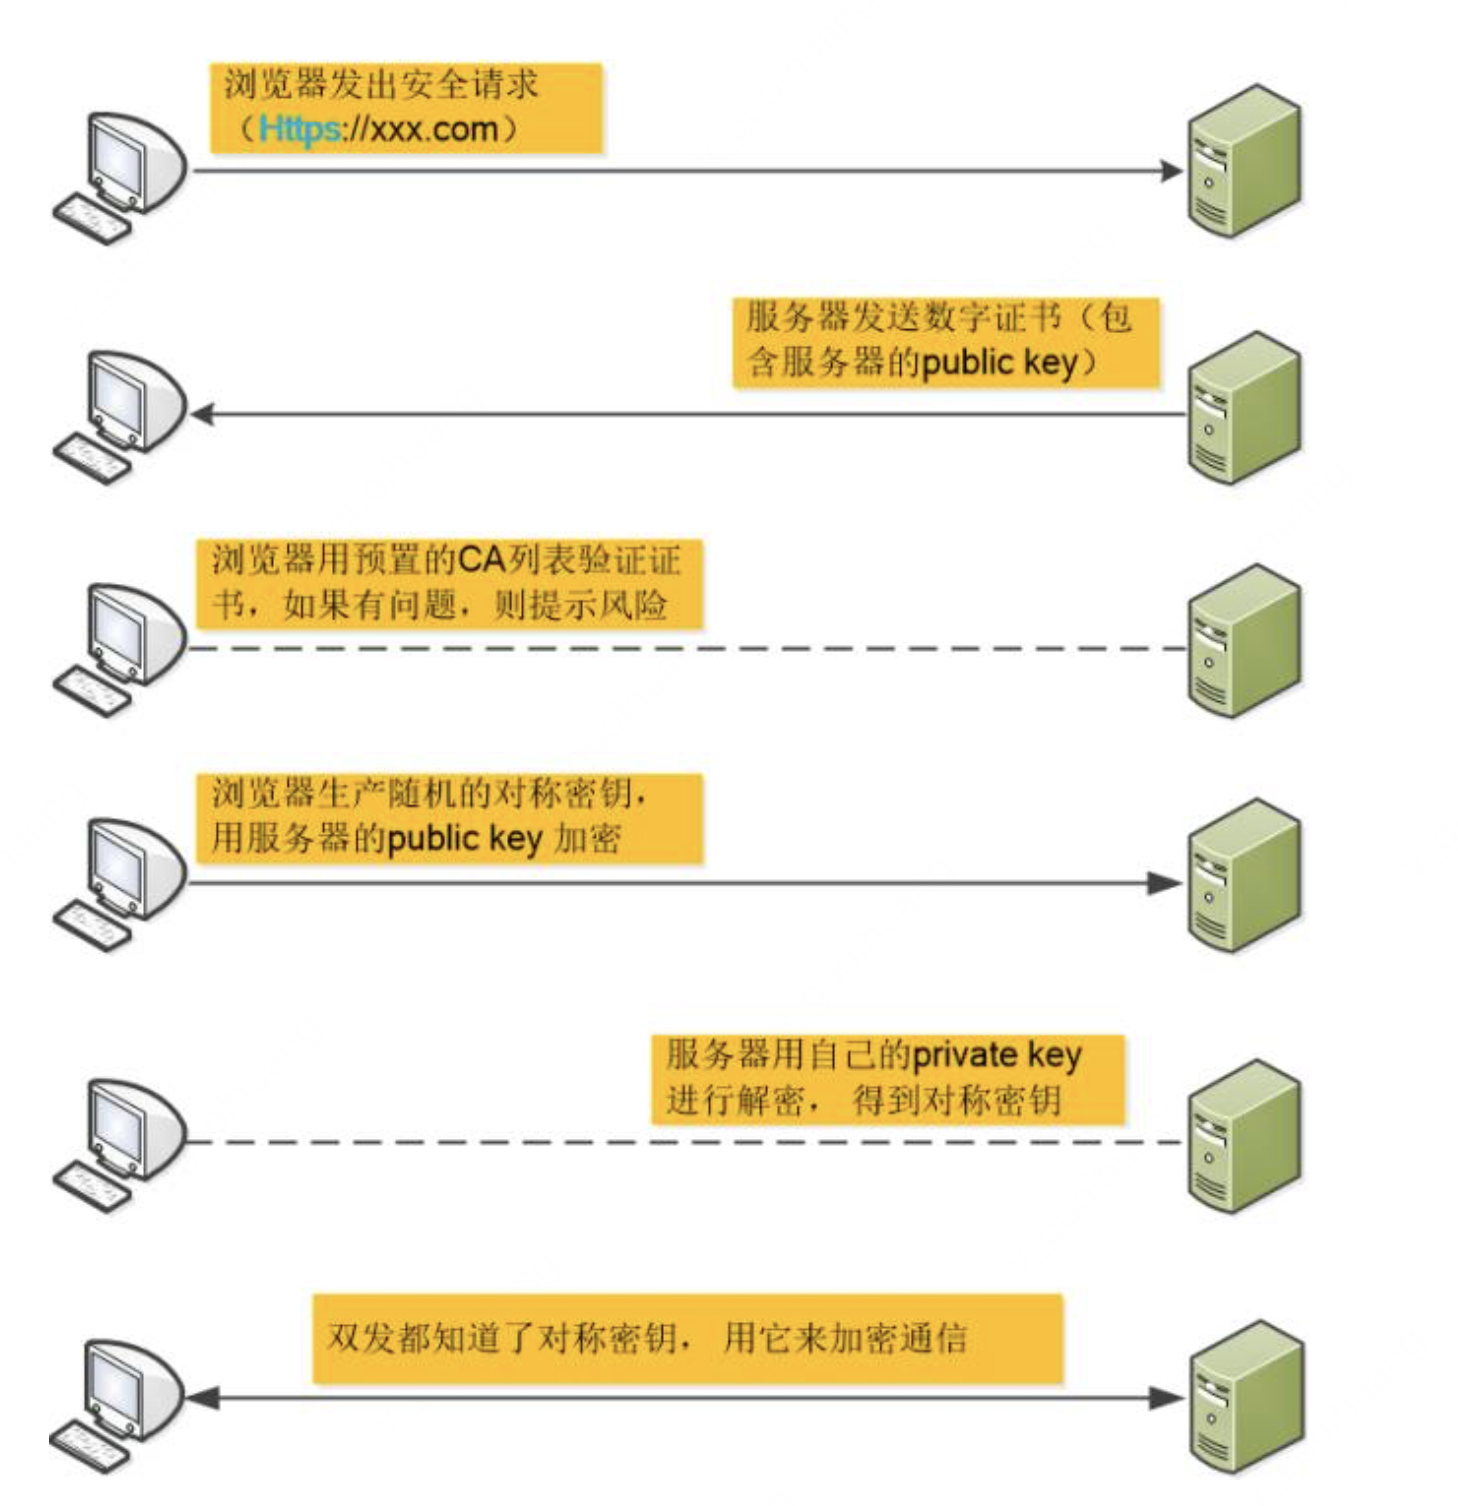 浏览器发出安全请求
（Https://xxx.com）
服务器发送数字证书（包
含服务器的public key）
浏览器用预置的CA列表验证证
书，如果有问题，则提示风险
浏览器生产随机的对称密钥，
用服务器的public key 加密
服务器用自己的private key
进行解密， 得到对称密钥
双发都知道了对称密钥， 用它来加密通信